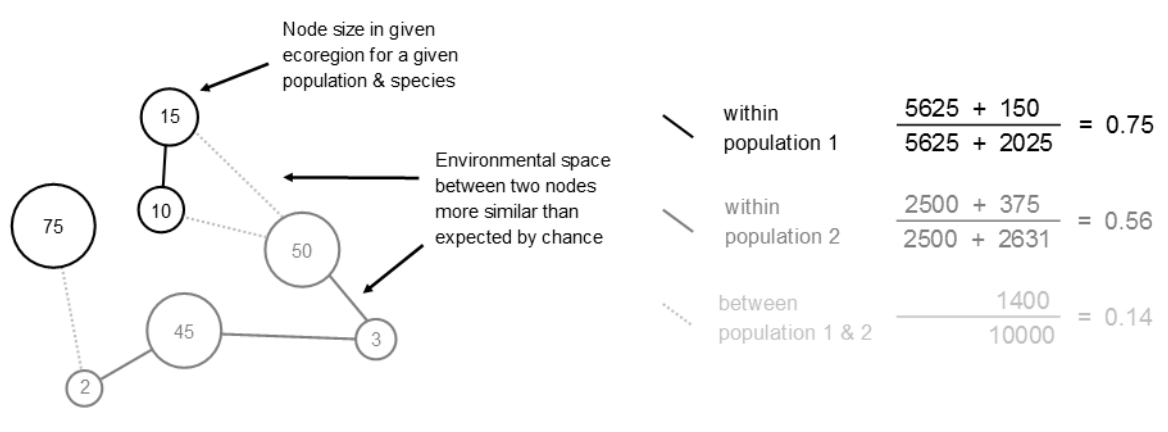 Node size in given
ecoregion for a given
population & species
15
10
75
50
45
3
2
Environmental space
between two nodes
more similar than
expected by chance
within
population 1
5625 + 150
5625 + 2025
= 0.75
within
population 2
2500 + 375
2500 + 2631
= 0.56
between
population 1 & 2
1400
10000
= 0.14